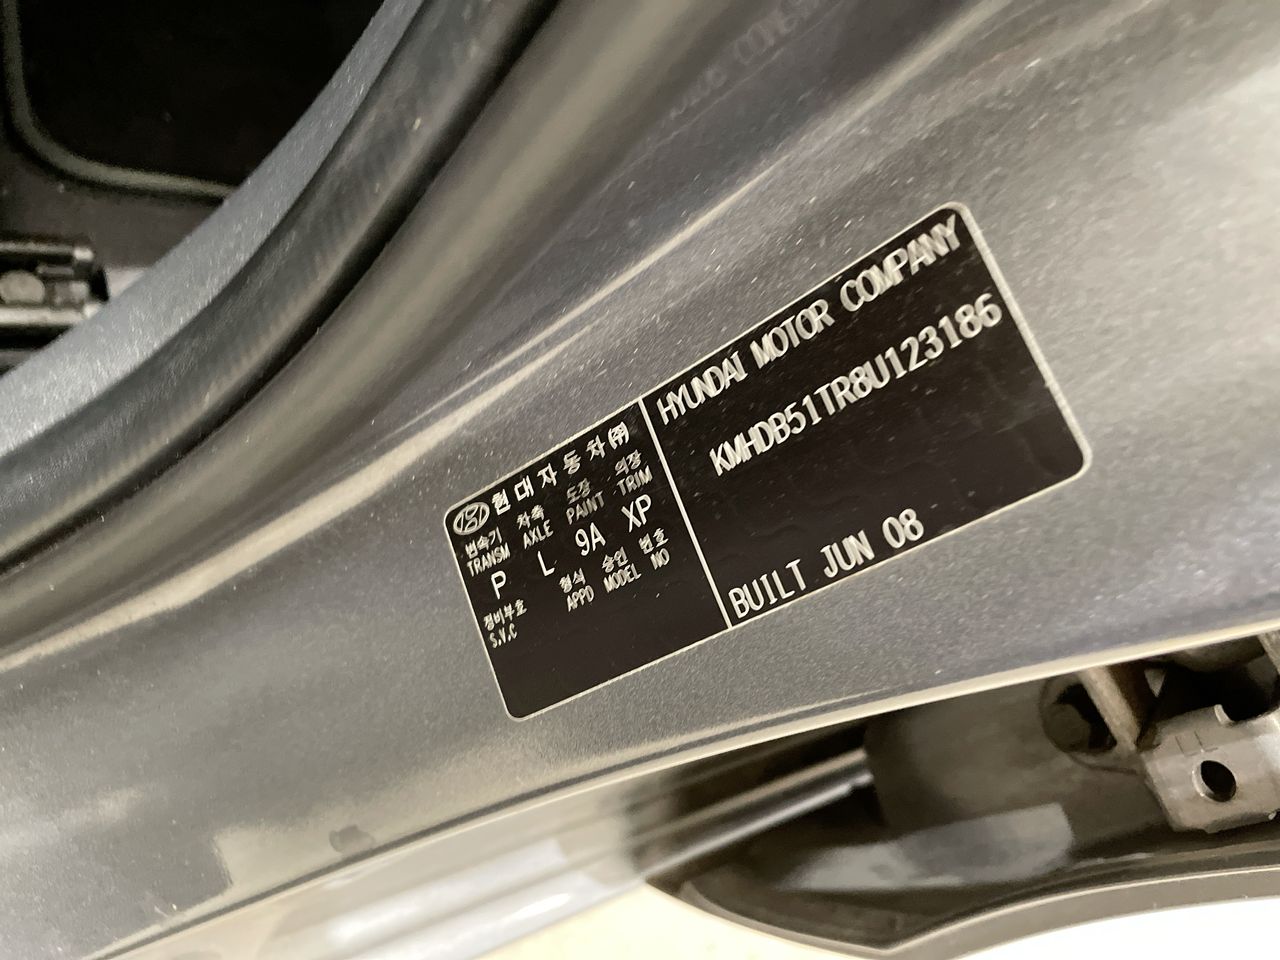 현대자동차(주)
변속기 차축 도장 의장
TRANSM AXLE PAINT TRIM
P L 9A XP
정비부호 형식 승인 번호
S.V.C APPD MODEL NO
HYUNDAI MOTOR COMPANY
KMHDB51TR8U123186
BUILT JUN 08